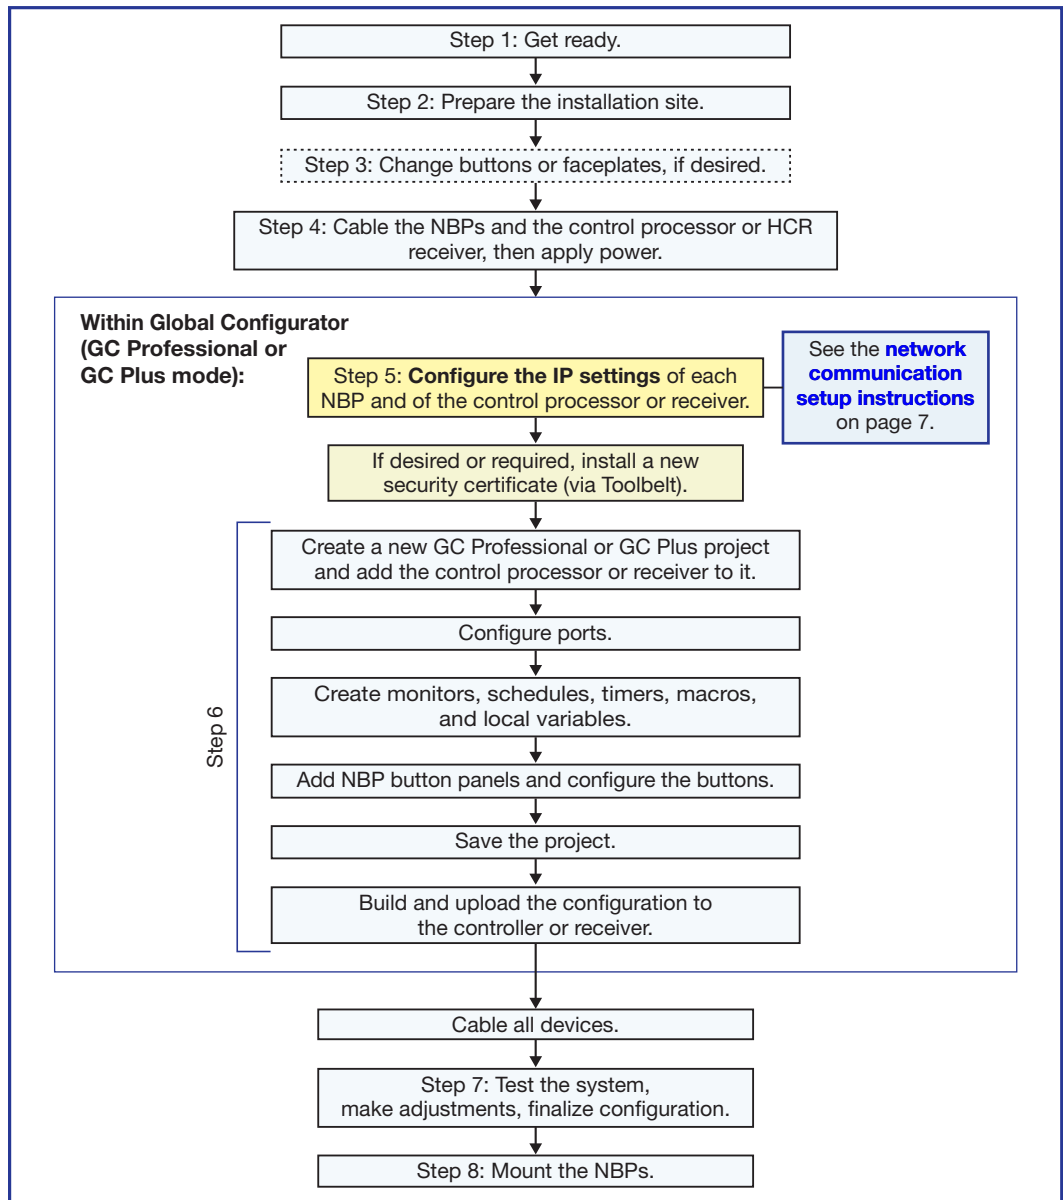 Step 1: Get ready.
Step 2: Prepare the installation site.
Step 3: Change buttons or faceplates, if desired.
Step 4: Cable the NBPs and the control processor or HCR
receiver, then apply power.
Within Global Configurator
(GC Professional or
GC Plus mode):
Step 5: Configure the IP settings of each
NBP and of the control processor or receiver.
See the network
communication
setup instructions
on page 7.
If desired or required, install a new
security certificate (via Toolbelt).
Step 6
Create a new GC Professional or GC Plus project
and add the control processor or receiver to it.
Configure ports.
Create monitors, schedules, timers, macros,
and local variables.
Add NBP button panels and configure the buttons.
Save the project.
Build and upload the configuration to
the controller or receiver.
Cable all devices.
Step 7: Test the system,
make adjustments, finalize configuration.
Step 8: Mount the NBPs.